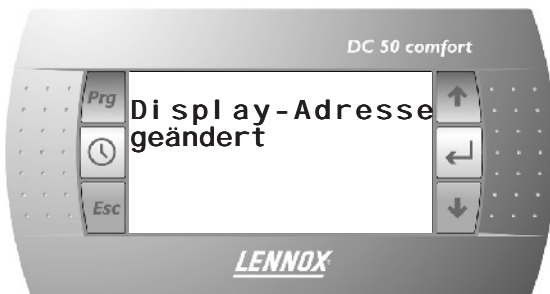 DC 50 comfort
Prg
Display-Adresse
geändert
Esc
LENNOX